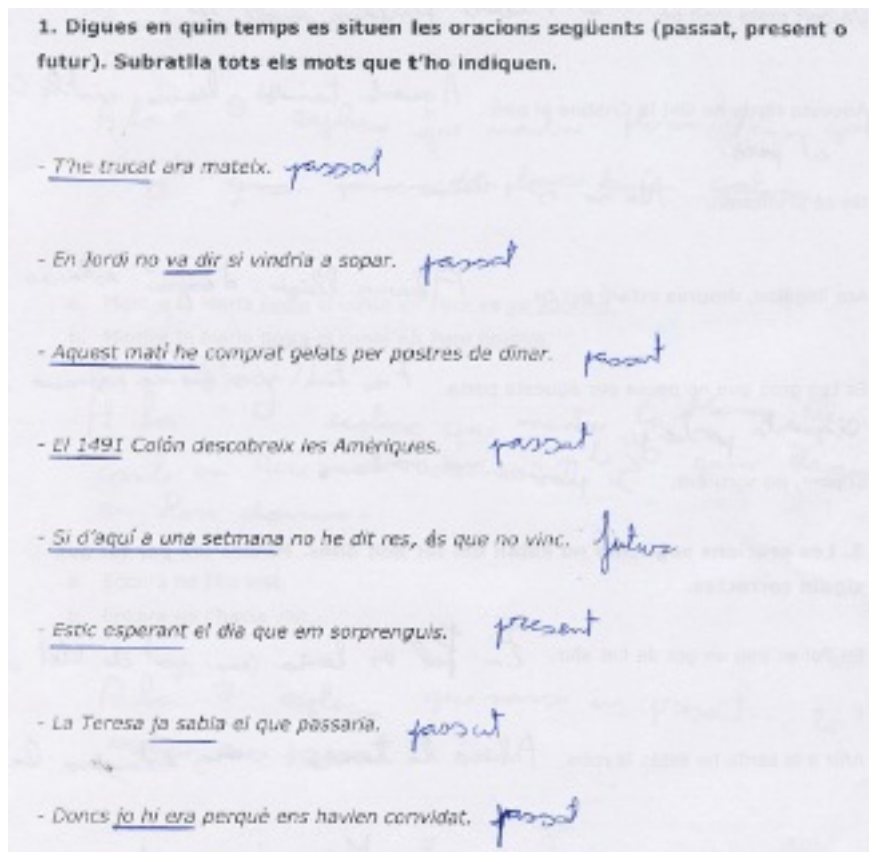 1. Digues en quin temps es situen les oracions següents (passat, present o
futur). Subratlla tots els mots que t'ho indiquen.
- T'he trucat ara mateix. passat
- En Jordi no va dir si vindria a sopar. passat
- Aquest matí he comprat gelats per postres de dinar. passat
- El 1491 Colón descobreix les Amèriques. passat
- Si d'aquí a una setmana no he dit res, és que no vinc. futur
- Estic esperant el dia que em sorprenguis. present
- La Teresa ja sabia el que passaria. passat
- Doncs jo hi era perquè ens havien convidat. passat